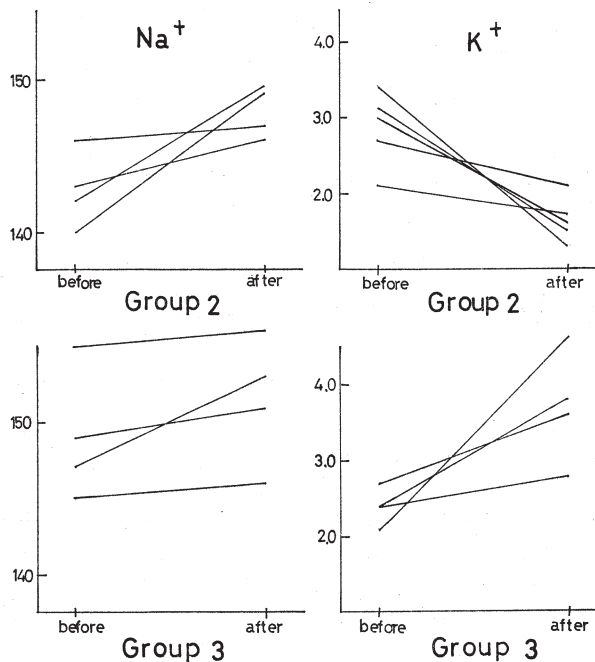 Na+
K+
150
140
before
after
Group 2
4.0
3.0
2.0
before
after
Group 2
150
140
before
after
Group 3
4.0
3.0
2.0
before
after
Group 3